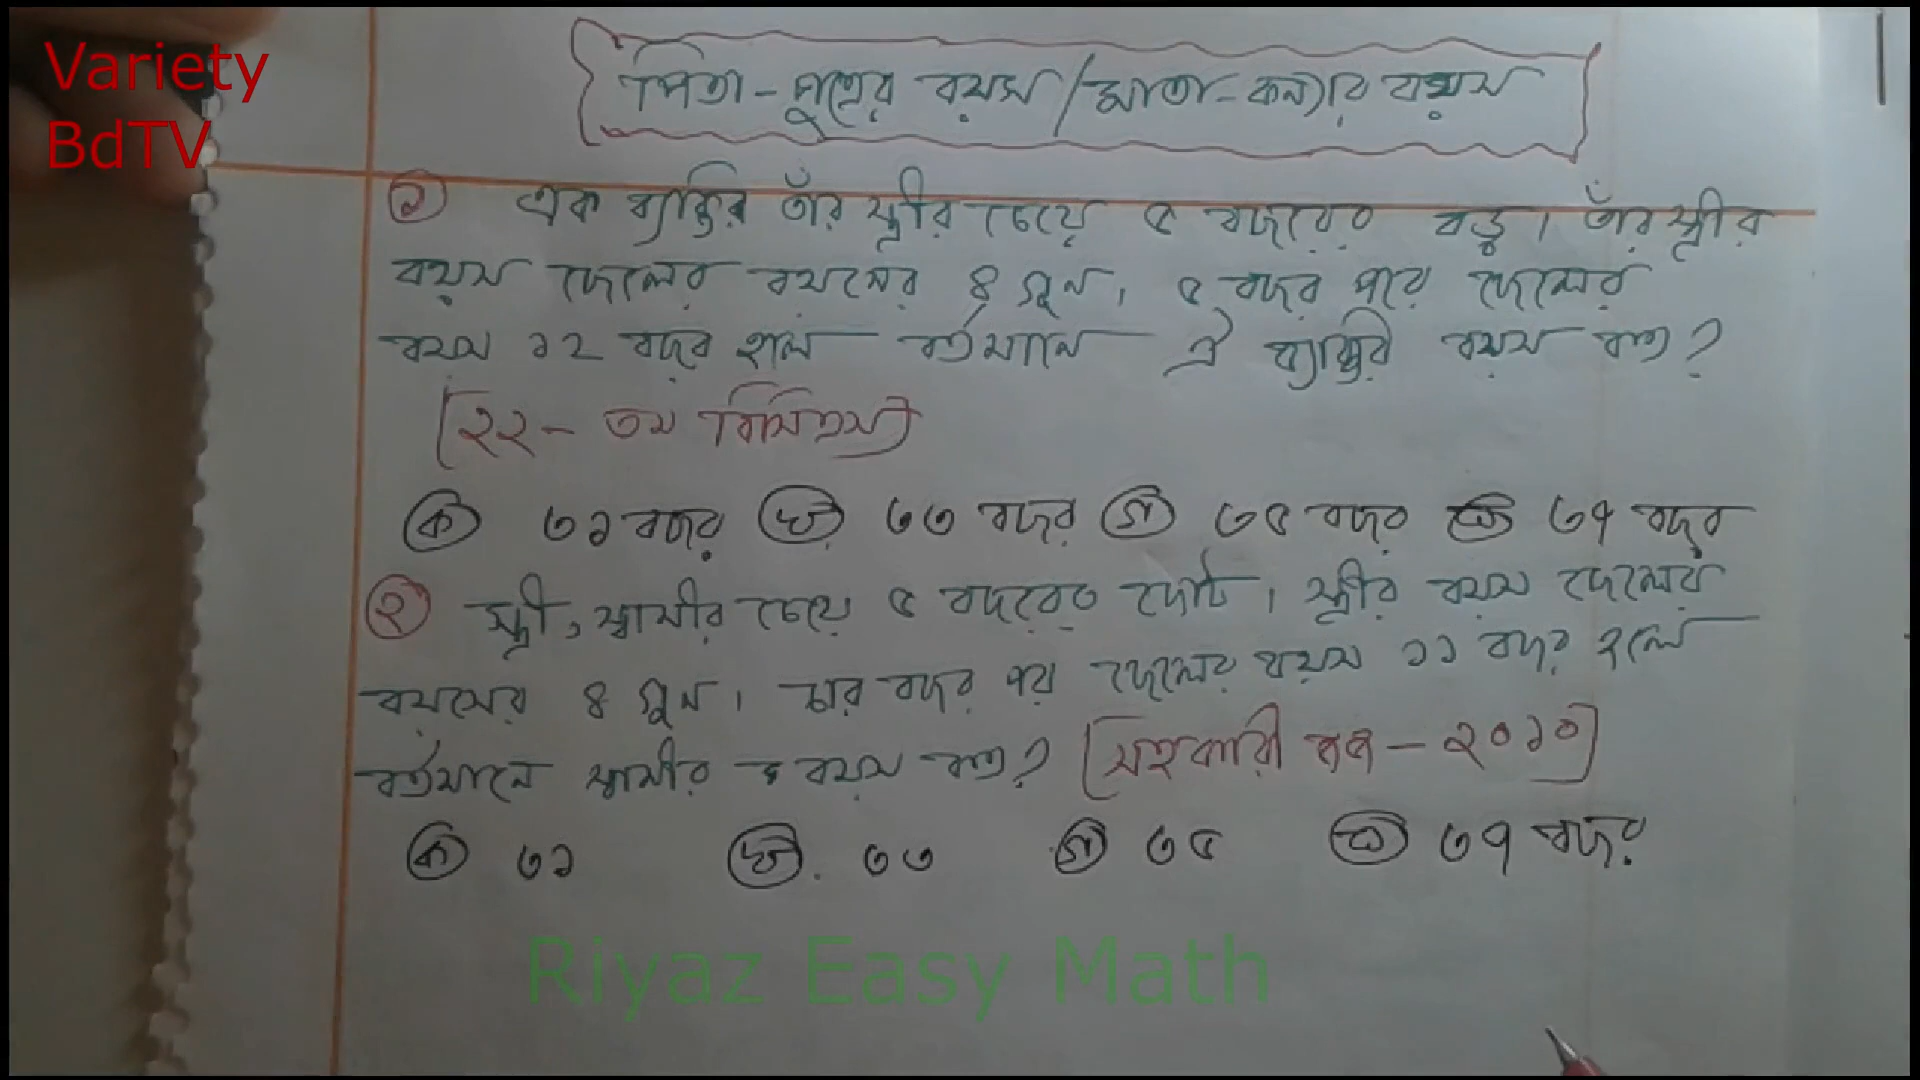 Variety
BdTV
পিতা - পুত্রের বয়স / মাতা - কন্যার বয়স
১ এক ব্যক্তির তাঁর স্ত্রীর চেয়ে ৫ বছরের বড়। তাঁর স্ত্রীর
বয়স ছেলের বয়সের ৪ গুন। ৫ বছর পরে ছেলের
বয়স ১২ বছর হলে বর্তমানে ঐ ব্যক্তির বয়স কত?
[২২ - তম বিসিএস]
ক ৩১ বছর খ ৩৩ বছর গ ৩৫ বছর ঘ ৩৭ বছর
২ স্ত্রী, স্বামীর চেয়ে ৫ বছরের ছোট। স্ত্রীর বয়স ছেলের
বয়সের ৪ গুন। চার বছর পর ছেলের বয়স ১১ বছর হলে
বর্তমানে স্বামীর বয়স কত? [সহকারী - ২০১০]
ক ৩১ খ. ৩৩ গ ৩৫ ঘ ৩৭ বছর
Riyaz Easy Math